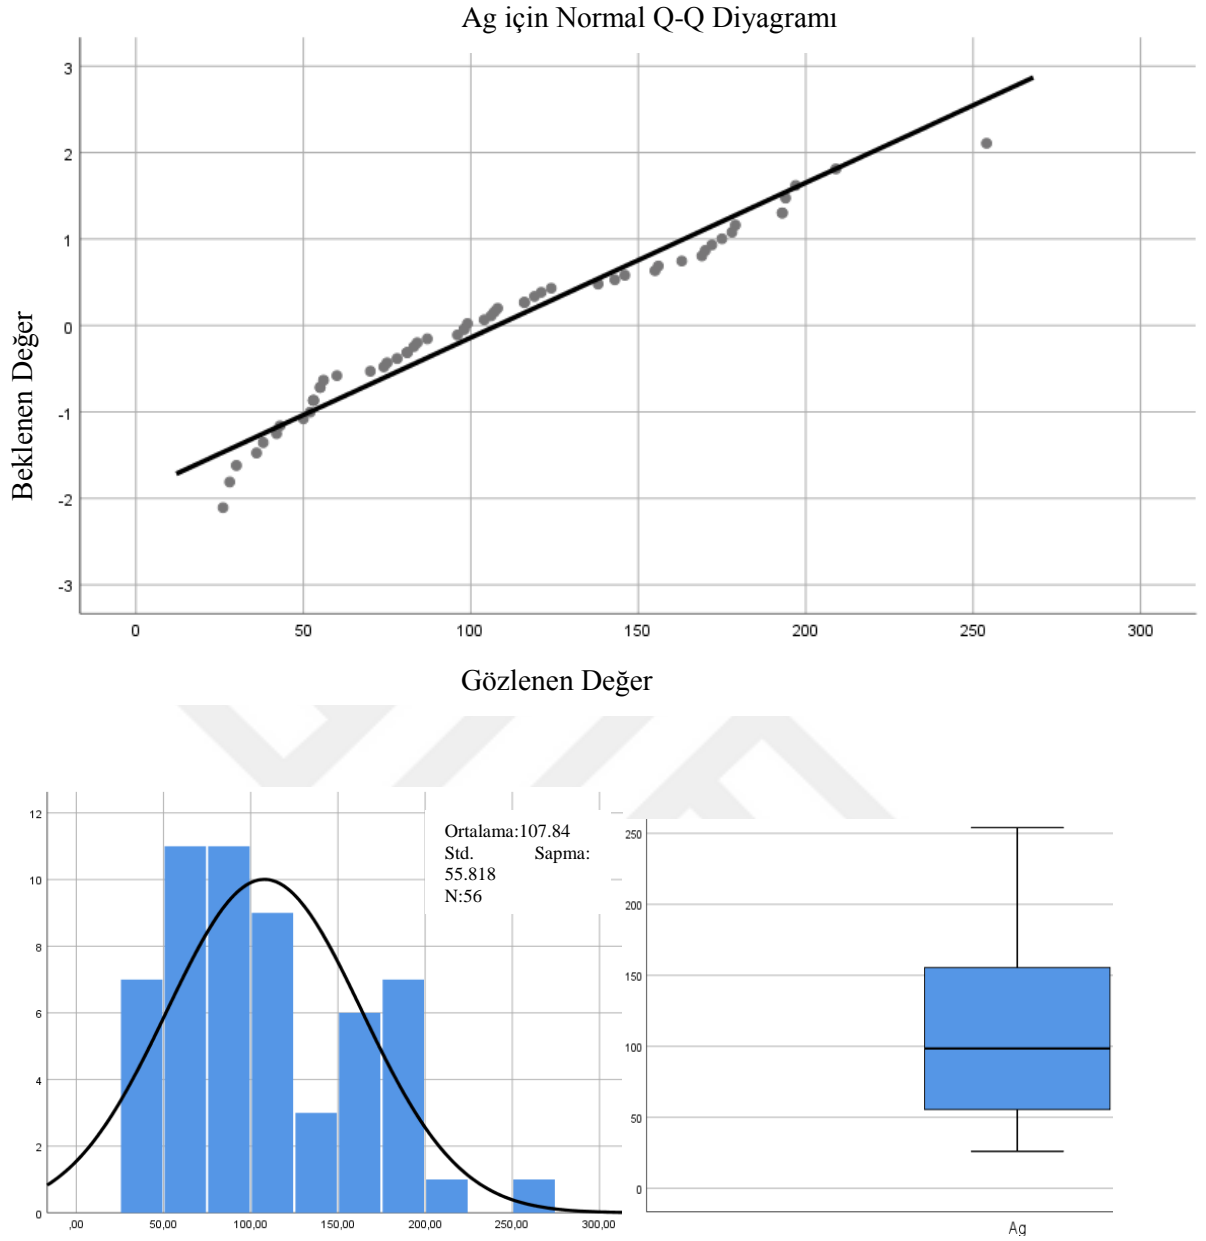 Ag için Normal Q-Q Diyagramı
3
2
1
0
-1
-2
-3
Beklenen Değer
0 50 100 150 200 250 300
Gözlenen Değer
12
10
8
6
4
2
0
Ortalama:107.84
Std. Sapma:
55.818
N:56
,00 50,00 100,00 150,00 200,00 250,00 300,00
250
200
150
100
50
0
Ag